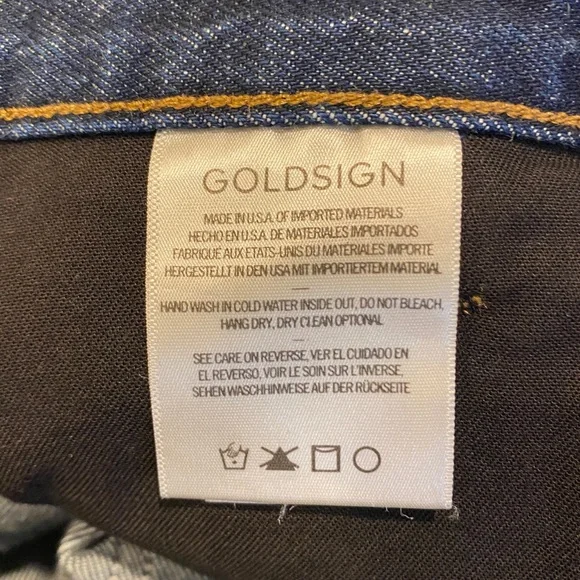 GOLDSIGN
MADE IN U.S.A. OF IMPORTED MATERIALS
HECHO EN U.S.A DE MATERIALES IMPORTADOS
FABRIQUÉ AUX ETATS-UNIS DU MATÉRIALES IMPORTÉ
HERGESTELLT IN DEN USA MIT IMPORTIERTEM MATERIAL
HAND WASH IN COLD WATER INSIDE OUT, DO NOT BLEACH,
HANG DRY, DRY CLEAN OPTIONAL
SEE CARE ON REVERSE, VER EL CUIDADO EN
EL REVERSO, VOIR LE SOIN SUR L'INVERSE,
SEHEN WASCHHINWEISE AUF DER RÜCKSEITE